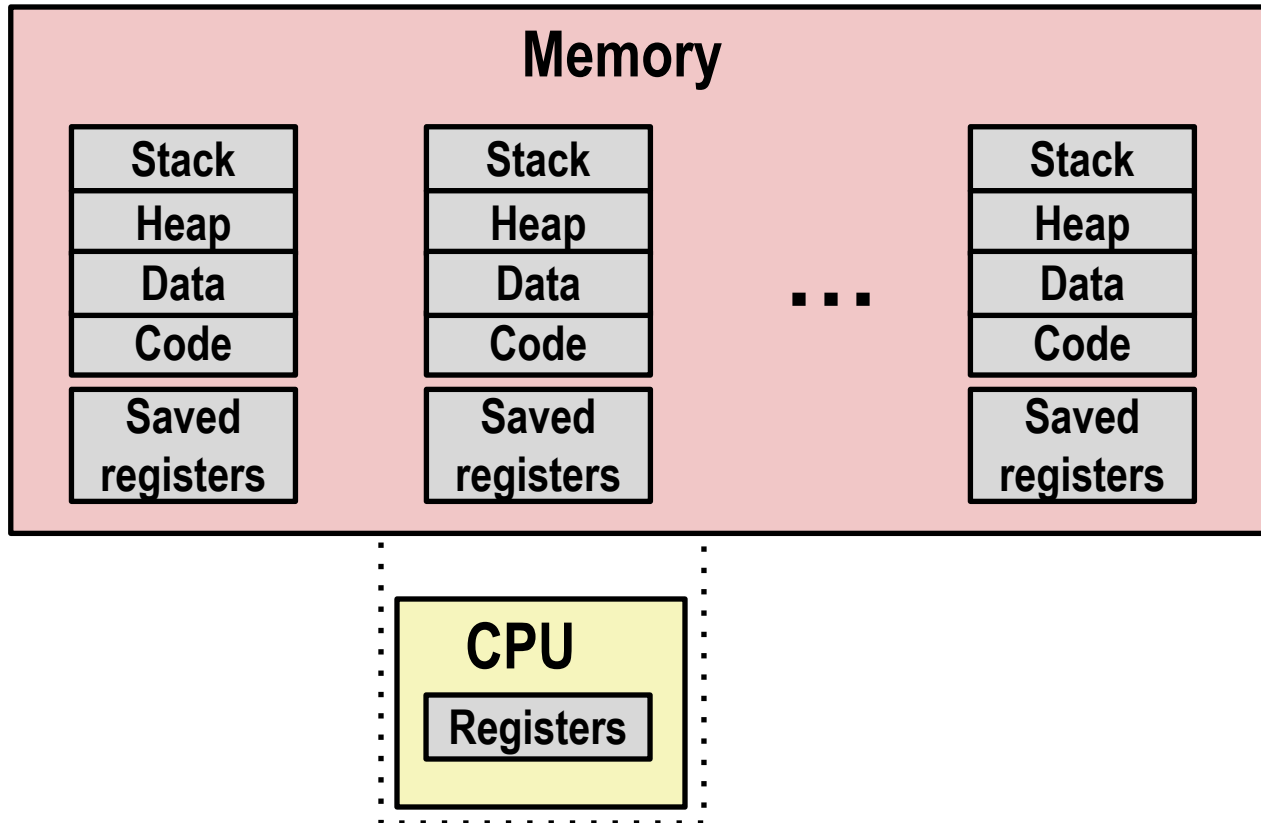 Memory
Stack
Heap
Data
Code
Saved
registers
Stack
Heap
Data
Code
Saved
registers
...
Stack
Heap
Data
Code
Saved
registers
CPU
Registers